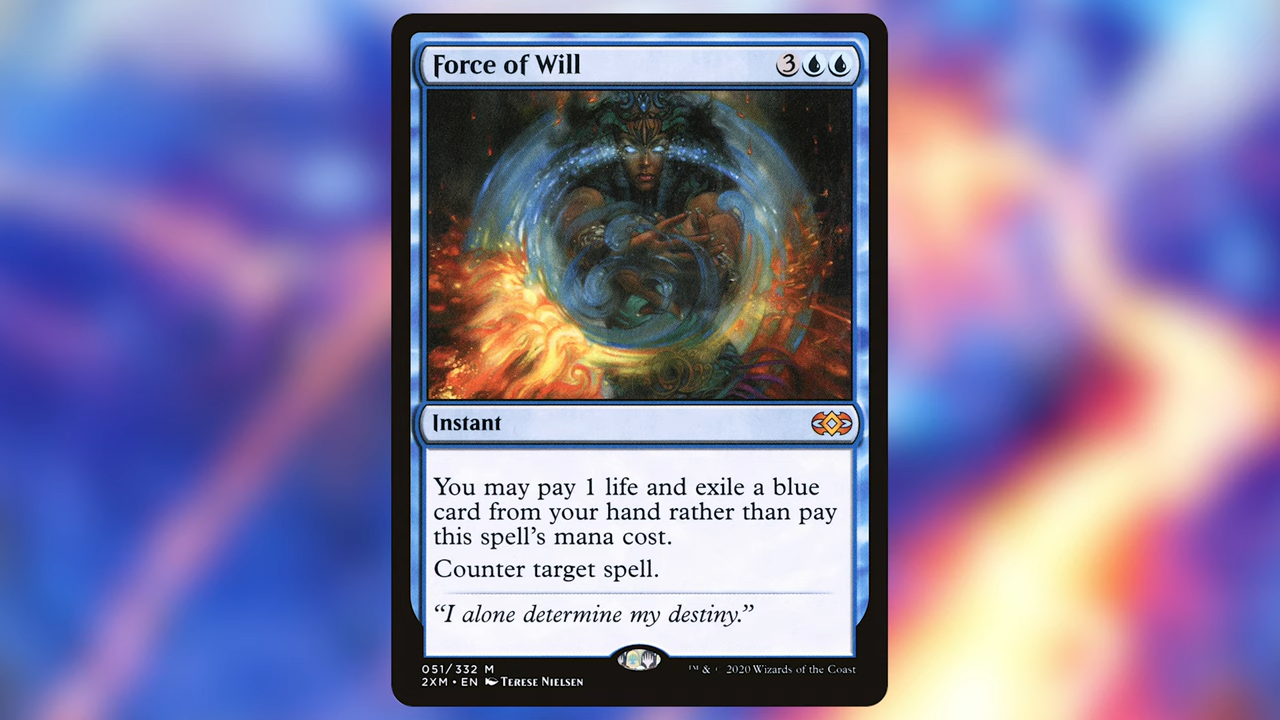 Force of Will 3
Instant
You may pay 1 life and exile a blue
card from your hand rather than pay
this spell's mana cost.
Counter target spell.
“I alone determine my destiny.”
051/332 M
™ & 2020 Wizards of the Coast
2XM • EN Terese Nielsen